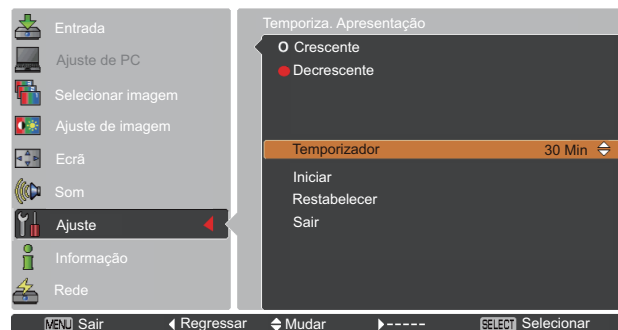 Entrada
Ajuste de PC
Selecionar imagem
Ajuste de imagem
Ecrã
Som
Ajuste
Informação
Rede
Temporiza. Apresentação
O Crescente
Decrescente
Temporizador 30 Min
Iniciar
Restabelecer
Sair
MENU Sair Regressar Mudar ----- SELECT Selecionar